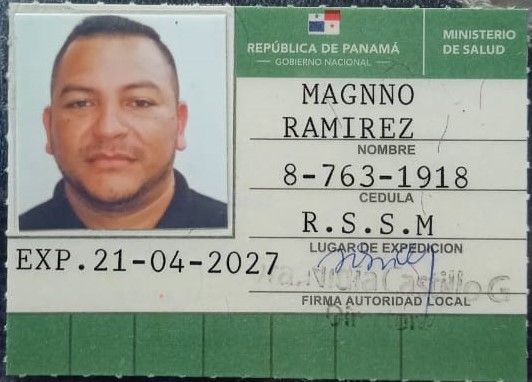 REPÚBLICA DE PANAMÁ
— GOBIERNO NACIONAL —
MINISTERIO
DE SALUD
MAGNNO
RAMIREZ
NOMBRE
8-763-1918
CEDULA
R.S.S.M
LUGAR DE EXPEDICION
EXP.21-04-2027
Castillo G
FIRMA AUTORIDAD LOCAL